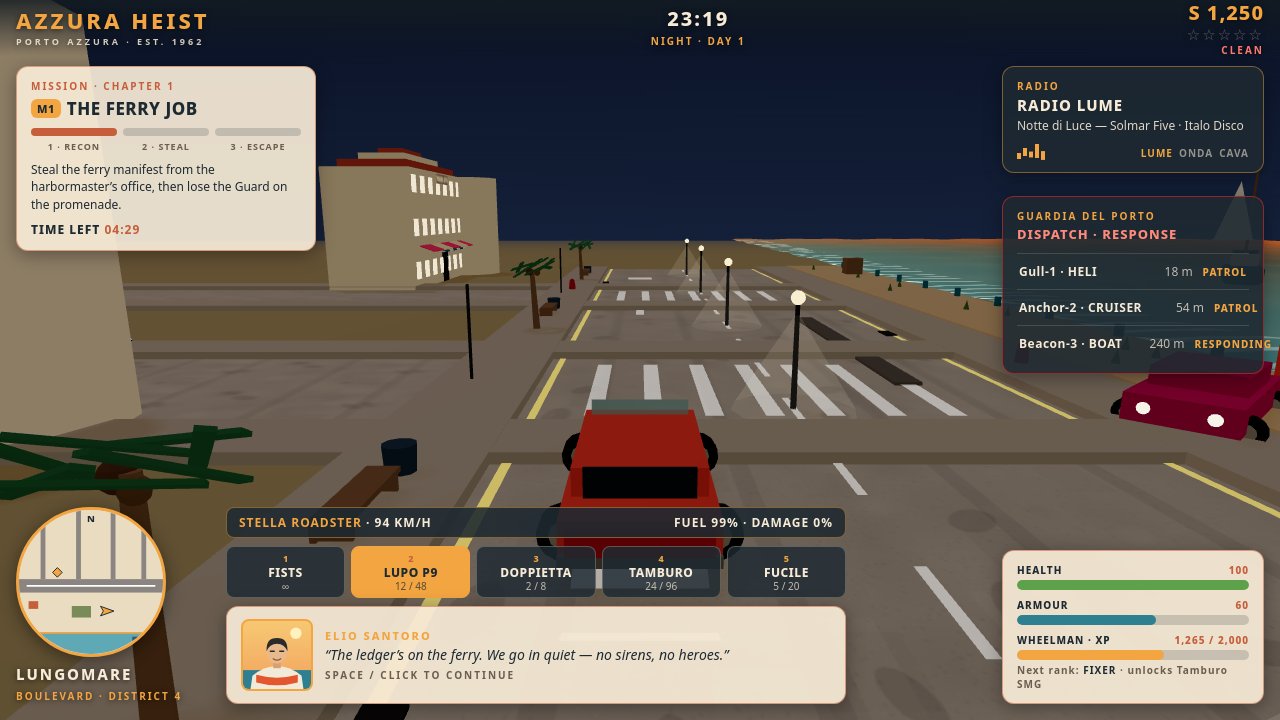 AZZURA HEIST
PORTO AZZURA · EST. 1962
23:19
NIGHT · DAY 1
$ 1,250
☆☆☆☆☆
CLEAN
MISSION · CHAPTER 1
M1 THE FERRY JOB
1 · RECON 2 · STEAL 3 · ESCAPE
Steal the ferry manifest from the
harbormaster's office, then lose the Guard on
the promenade.
TIME LEFT 04:29
RADIO
RADIO LUME
Notte di Luce — Solmar Five · Italo Disco
LUME ONDA CAVA
GUARDIA DEL PORTO
DISPATCH · RESPONSE
Gull-1 · HELI 18 m PATROL
Anchor-2 · CRUISER 54 m PATROL
Beacon-3 · BOAT 240 m RESPONDING
N
LUNGOMARE
BOULEVARD · DISTRICT 4
STELLA ROADSTER · 94 KM/H FUEL 99% · DAMAGE 0%
1 FISTS ∞
2 LUPO P9 12 / 48
3 DOPPIETTA 2 / 8
4 TAMBURO 24 / 96
5 FUCILE 5 / 20
ELIO SANTORO
“The ledger’s on the ferry. We go in quiet — no sirens, no heroes.”
SPACE / CLICK TO CONTINUE
HEALTH 100
ARMOUR 60
WHEELMAN · XP 1,265 / 2,000
Next rank: FIXER · unlocks Tamburo
SMG